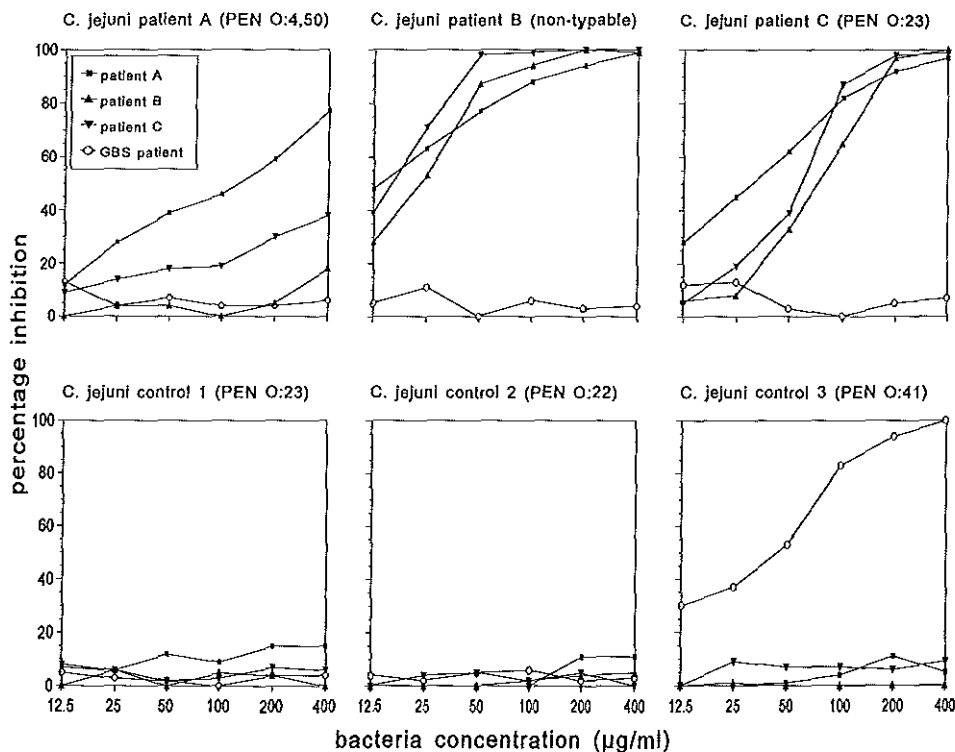 C. jejuni patient A (PEN O:4,50)
C. jejuni patient B (non-typable)
C. jejuni patient C (PEN O:23)
100
80
60
40
20
0
patient A
patient B
patient C
GBS patient
percentage inhibition
C. jejuni control 1 (PEN O:23)
C. jejuni control 2 (PEN O:22)
C. jejuni control 3 (PEN O:41)
100
80
60
40
20
0
12.5 25 50 100 200 400
12.5 25 50 100 200 400
12.5 25 50 100 200 400
bacteria concentration (µg/ml)